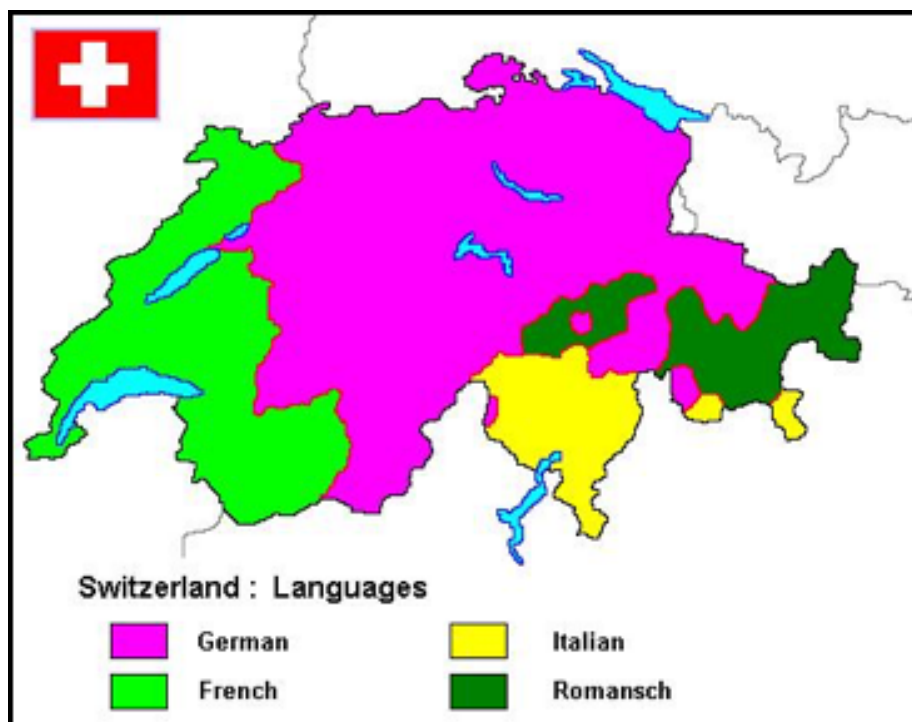 Switzerland : Languages
German
Italian
French
Romansch